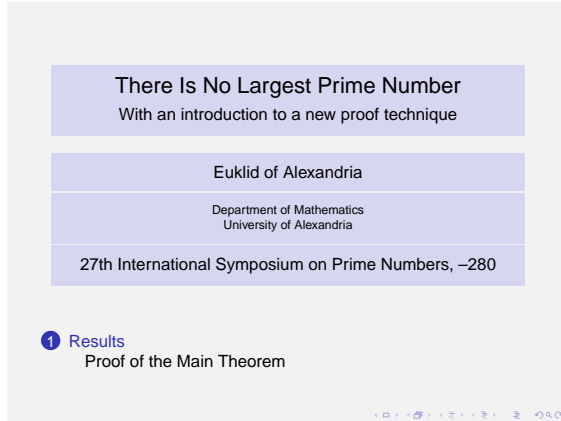 There Is No Largest Prime Number
With an introduction to a new proof technique
Euklid of Alexandria
Department of Mathematics
University of Alexandria
27th International Symposium on Prime Numbers, –280
1 Results
Proof of the Main Theorem